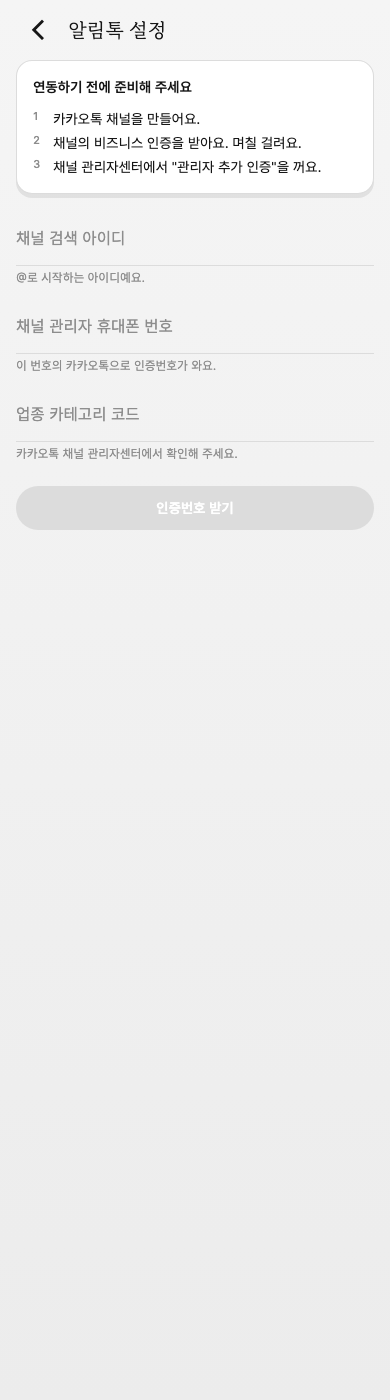 알림톡 설정
연동하기 전에 준비해 주세요
1 카카오톡 채널을 만들어요.
2 채널의 비즈니스 인증을 받아요. 며칠 걸려요.
3 채널 관리자센터에서 "관리자 추가 인증"을 꺼요.
채널 검색 아이디
@로 시작하는 아이디예요.
채널 관리자 휴대폰 번호
이 번호의 카카오톡으로 인증번호가 와요.
업종 카테고리 코드
카카오톡 채널 관리자센터에서 확인해 주세요.
인증번호 받기